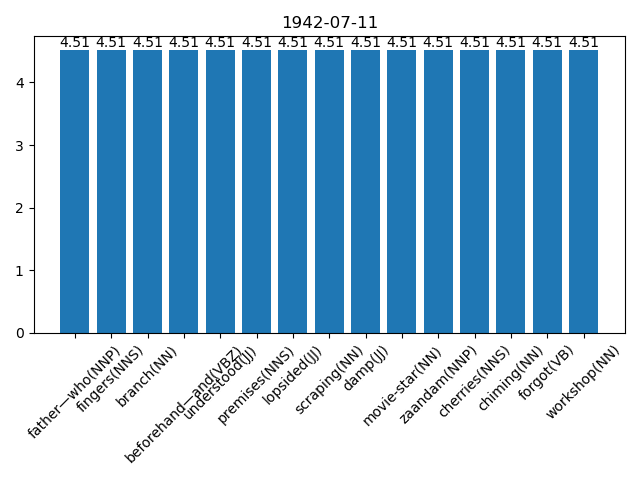 1942-07-11
4.51 4.51 4.51 4.51 4.51 4.51 4.51 4.51 4.51 4.51 4.51 4.51 4.51 4.51 4.51
4
3
2
1
0
father—who(NNP)
fingers(NNS)
branch(NN)
beforehand—and(VBZ)
understood(JJ)
premises(NNS)
lopsided(JJ)
scraping(NN)
damp(JJ)
movie-star(NN)
zaandam(NNP)
cherries(NNS)
chiming(NN)
forgot(VB)
workshop(NN)